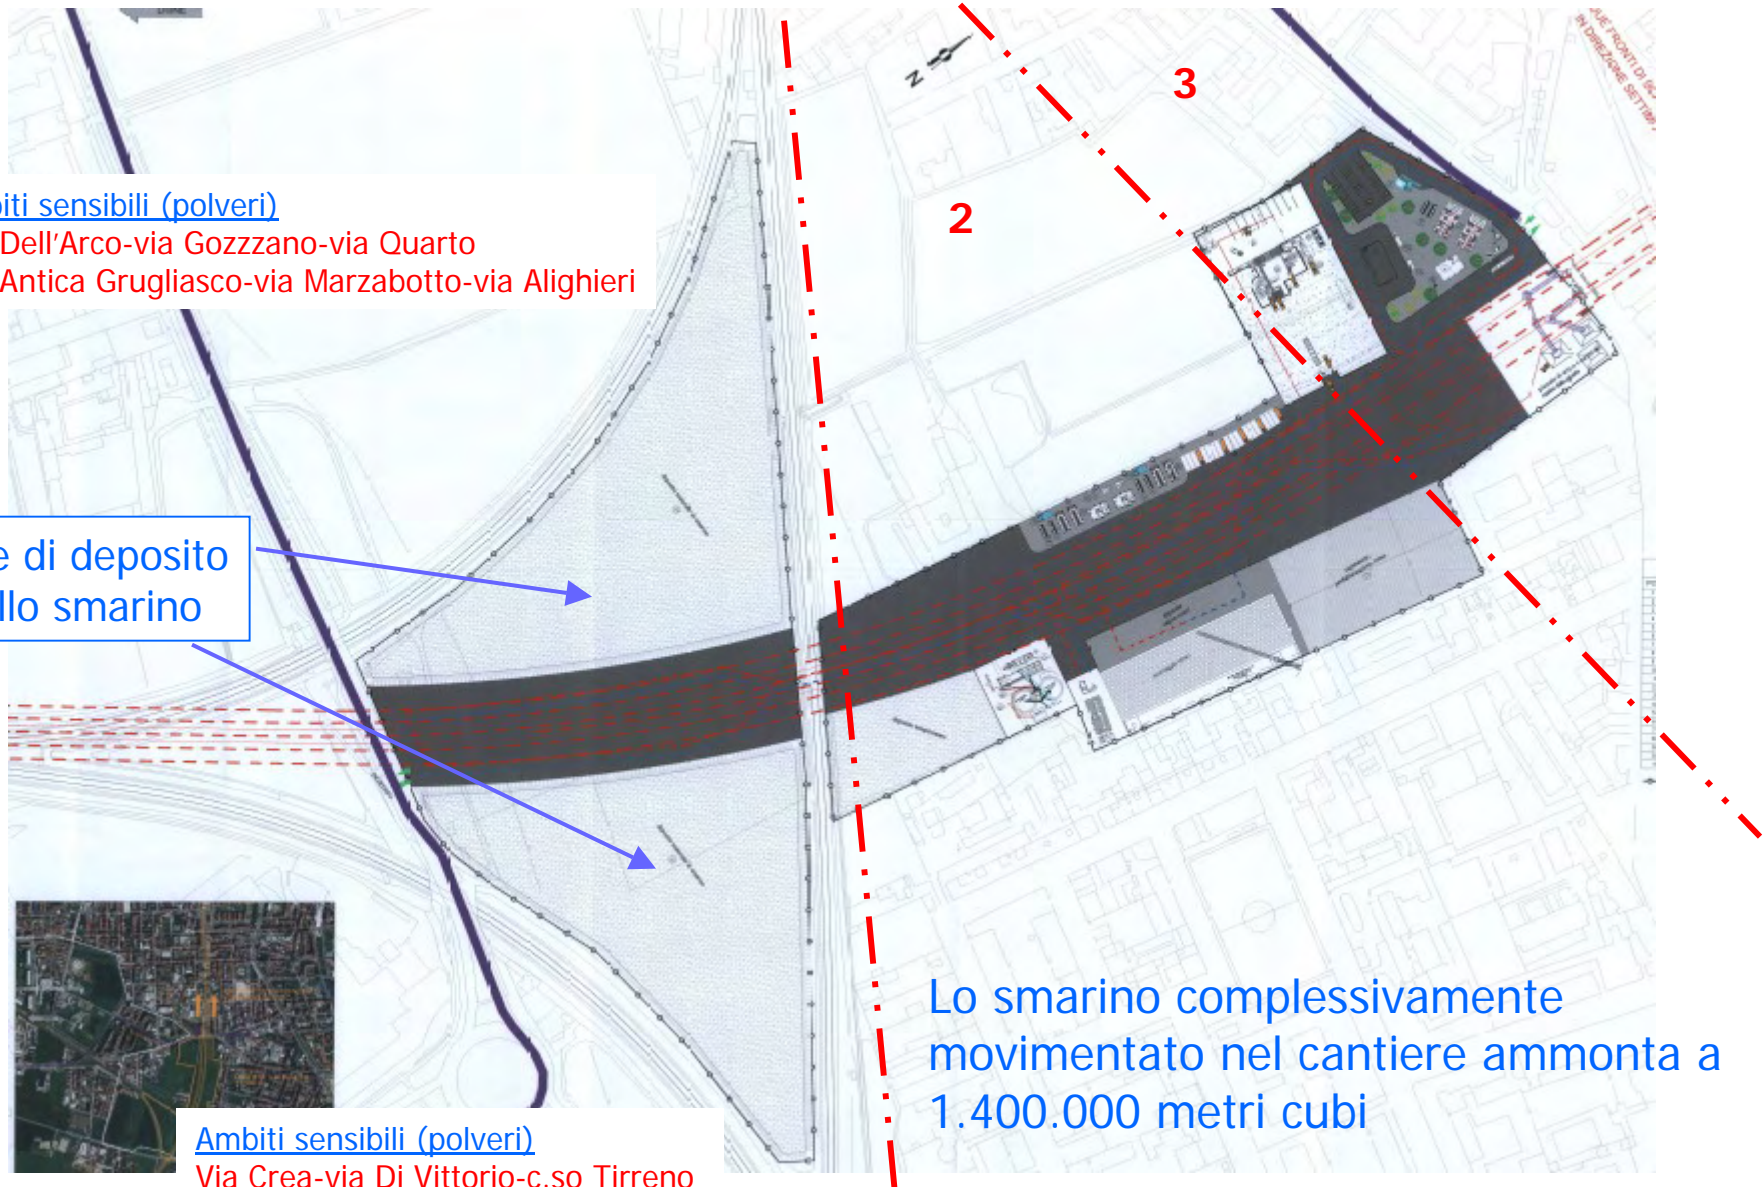 3
2
N
sensibili (polveri)
Dell'Arco-via Gozzzano-via Quarto
Antica Grugliasco-via Marzabotto-via Alighieri
di deposito
smarino
Lo smarino complessivamente
movimentato nel cantiere ammonta a
1.400.000 metri cubi
Ambiti sensibili (polveri)
Via Crea-via Di Vittorio-c.so Tirreno